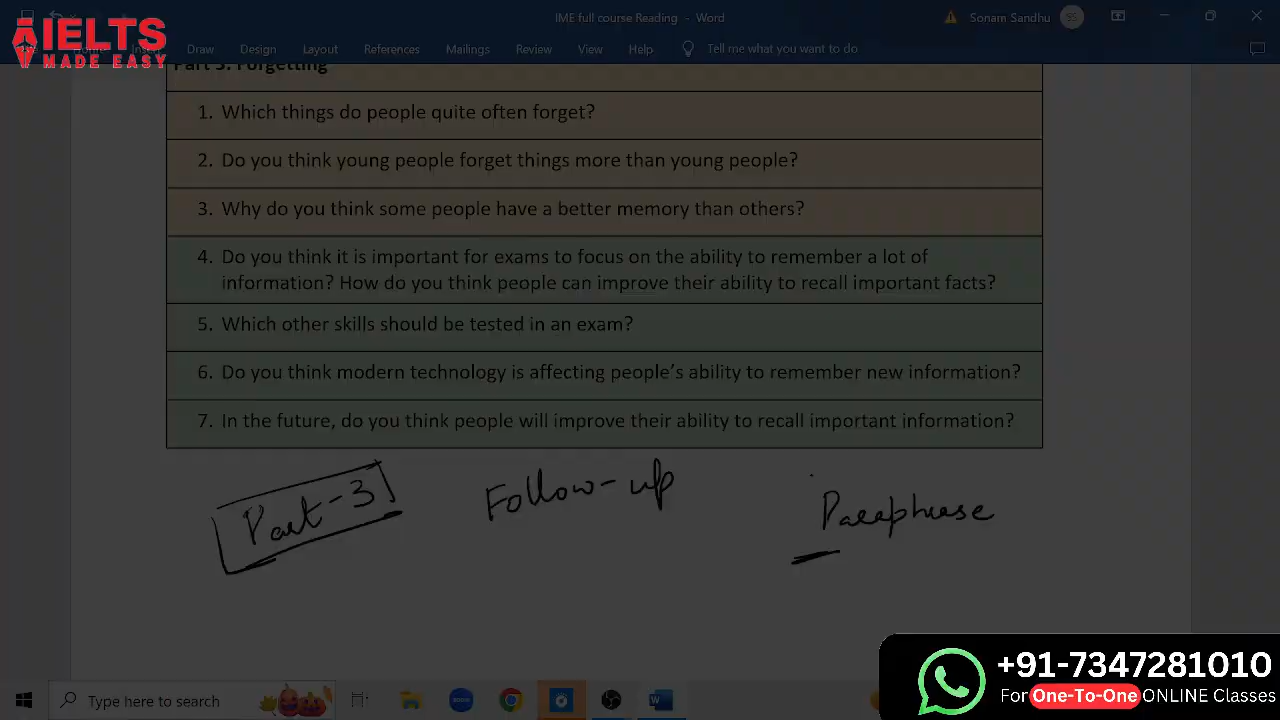 IME full course Reading - Word
Sonam Sandhu
SS
IELTS
MADE EASY
Draw Design Layout References Mailings Review View Help Tell me what you want to do
Part 3: Forgetting
1. Which things do people quite often forget?
2. Do you think young people forget things more than young people?
3. Why do you think some people have a better memory than others?
4. Do you think it is important for exams to focus on the ability to remember a lot of
information? How do you think people can improve their ability to recall important facts?
5. Which other skills should be tested in an exam?
6. Do you think modern technology is affecting people's ability to remember new information?
7. In the future, do you think people will improve their ability to recall important information?
Part-3 Follow-up Paraphrase
+91-7347281010
For One-To-One ONLINE Classes
Type here to search
zoom